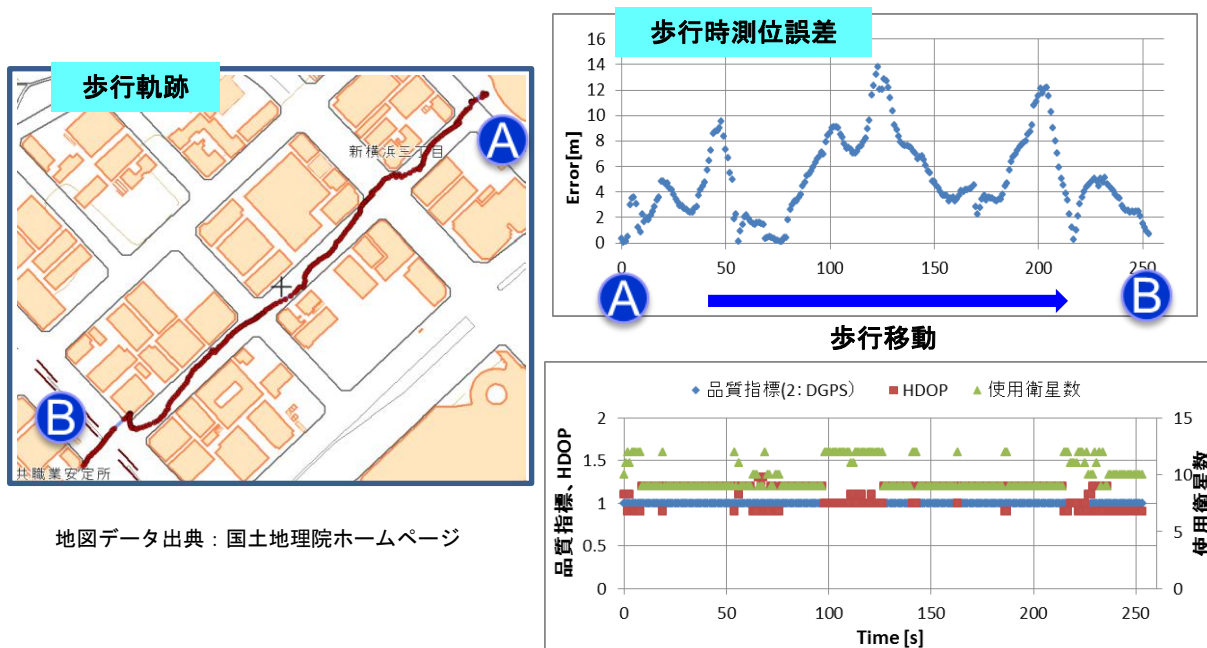 歩行軌跡
新横浜三丁目
A
B
共職業安定所
地図データ出典：国土地理院ホームページ
歩行時測位誤差
Error[m]
16
14
12
10
8
6
4
2
0
0 50 100 150 200 250
A B
歩行移動
品質指標(2：DGPS) HDOP 使用衛星数
品質指標、HDOP
2
1.5
1
0.5
0
15
10
5
0
使用衛星数
0 50 100 150 200 250
Time [s]